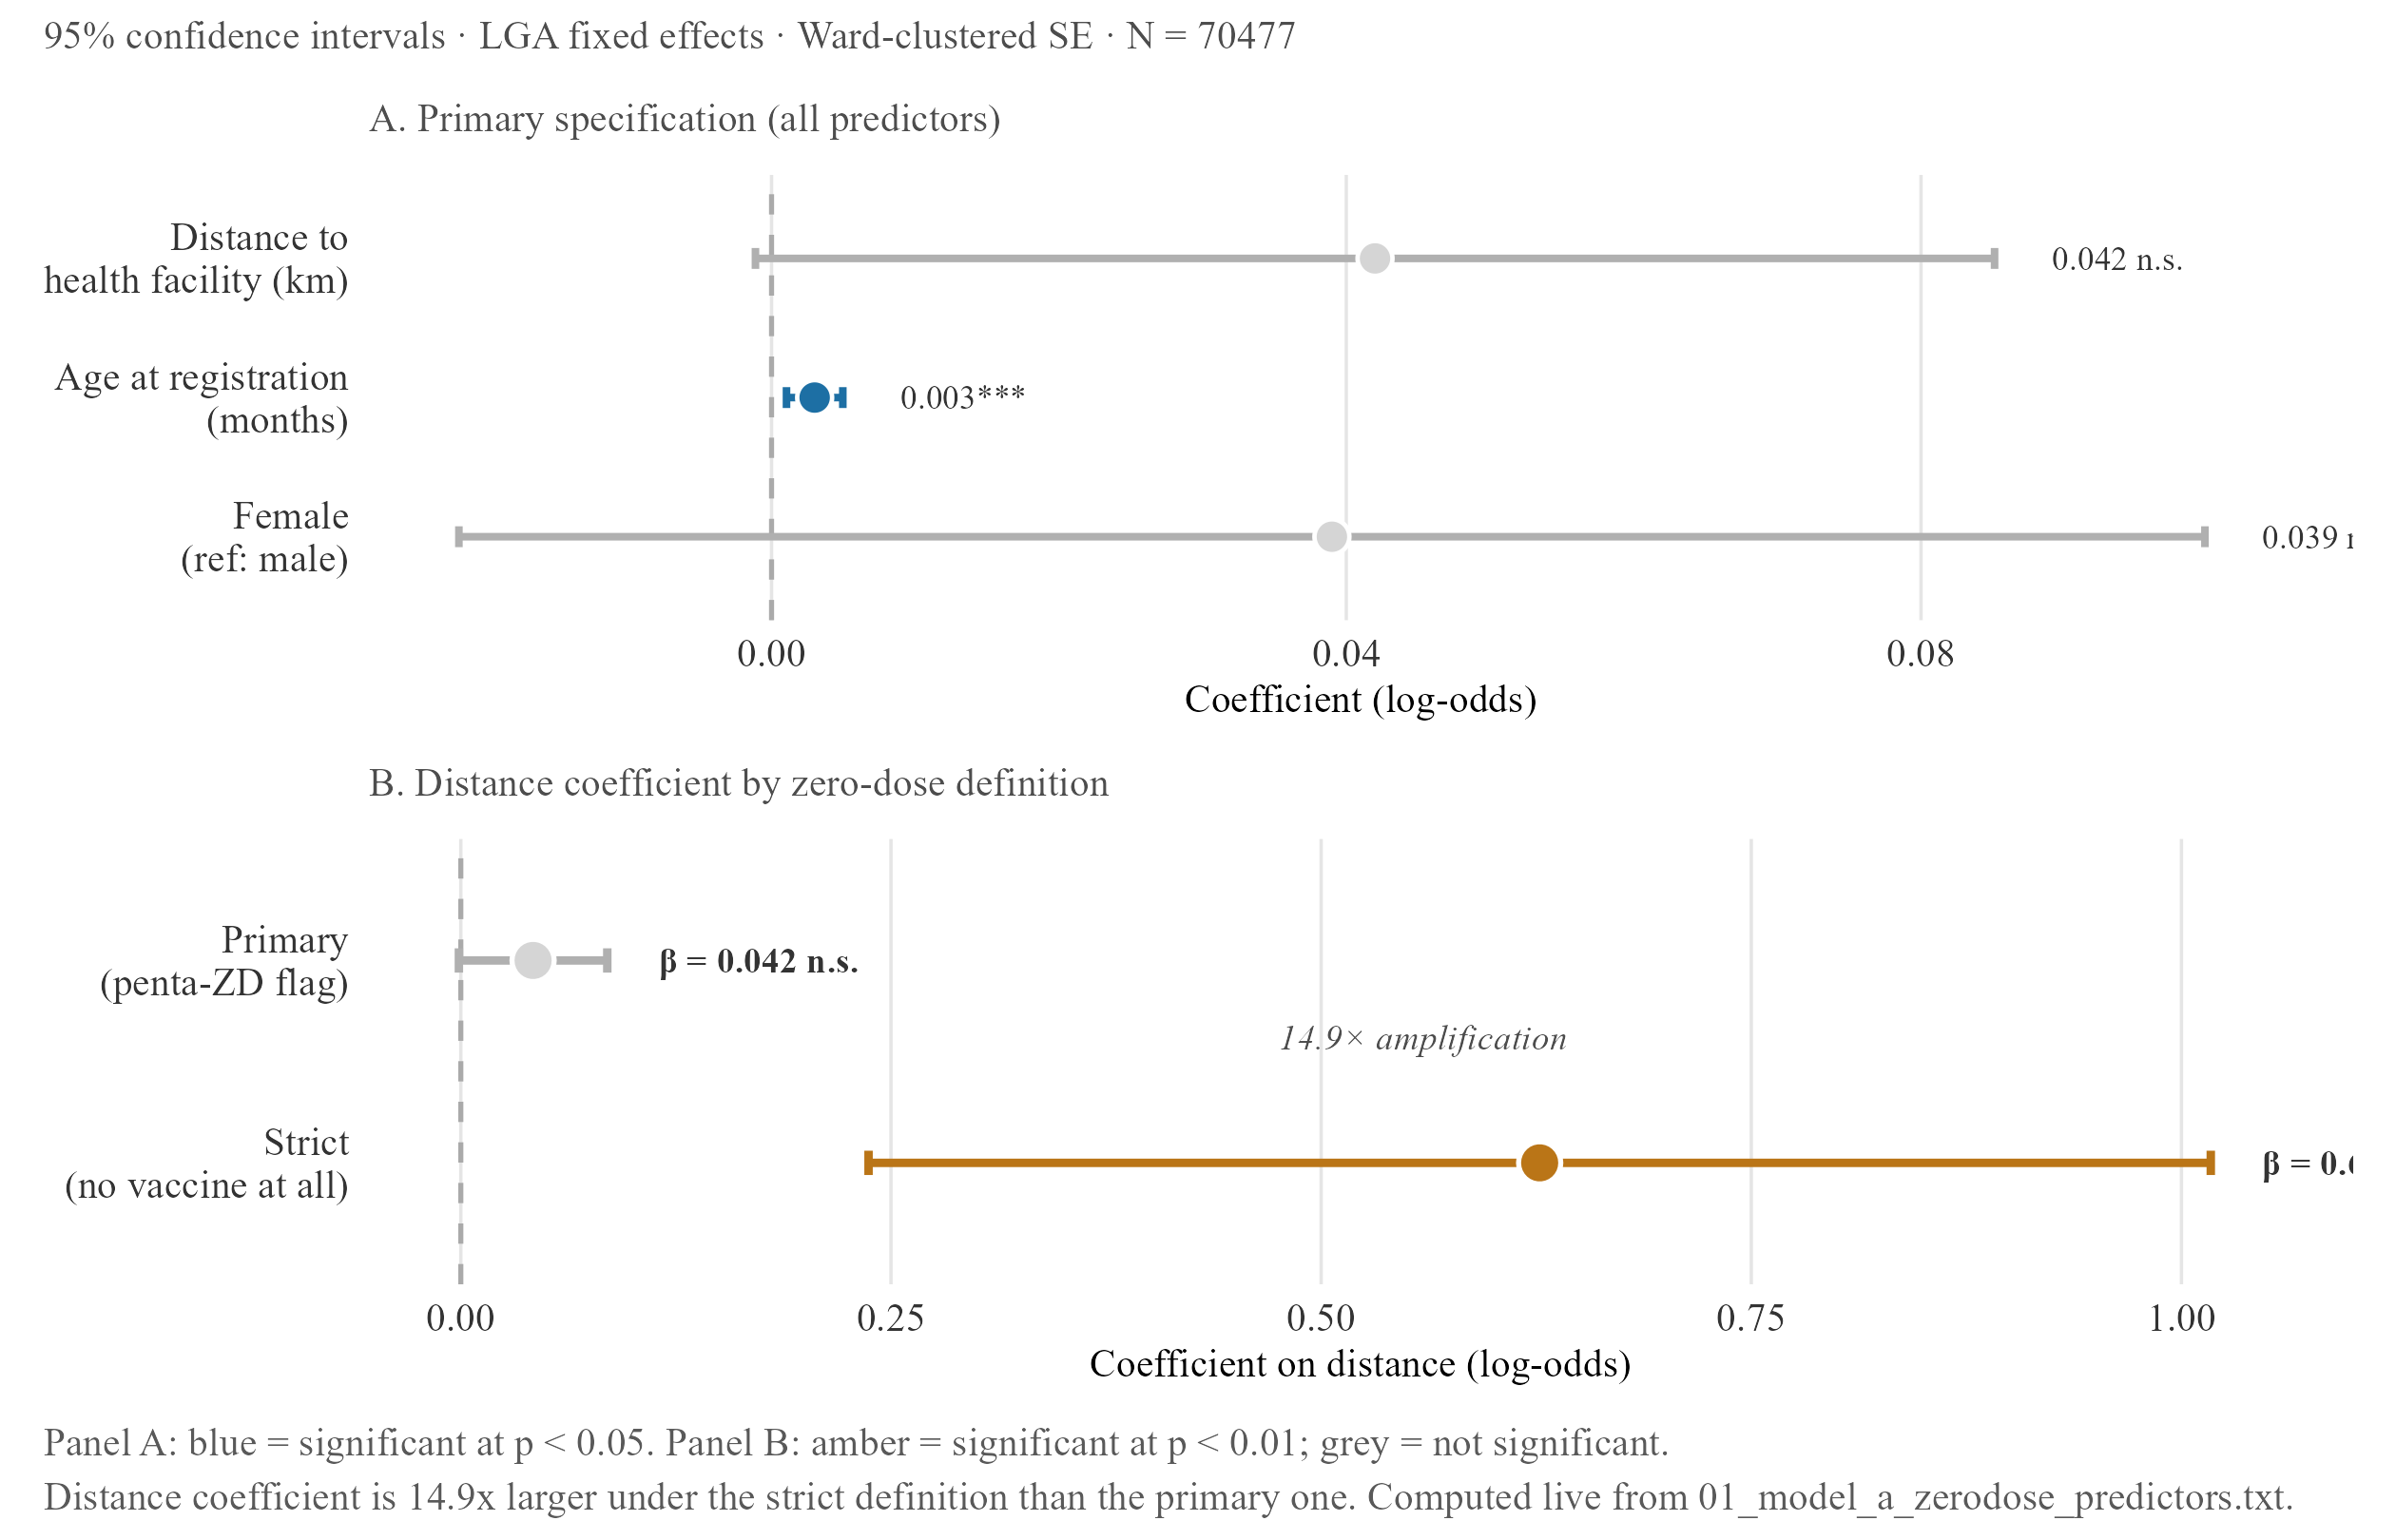 95% confidence intervals · LGA fixed effects · Ward-clustered SE · N = 70477
A. Primary specification (all predictors)
Distance to
health facility (km)
0.042 n.s.
Age at registration
(months)
0.003***
Female
(ref: male)
0.039
0.00 0.04 0.08
Coefficient (log-odds)
B. Distance coefficient by zero-dose definition
Primary
(penta-ZD flag)
β = 0.042 n.s.
14.9× amplification
Strict
(no vaccine at all)
β = 0.
0.00 0.25 0.50 0.75 1.00
Coefficient on distance (log-odds)
Panel A: blue = significant at p < 0.05. Panel B: amber = significant at p < 0.01; grey = not significant.
Distance coefficient is 14.9x larger under the strict definition than the primary one. Computed live from 01_model_a_zerodose_predictors.txt.